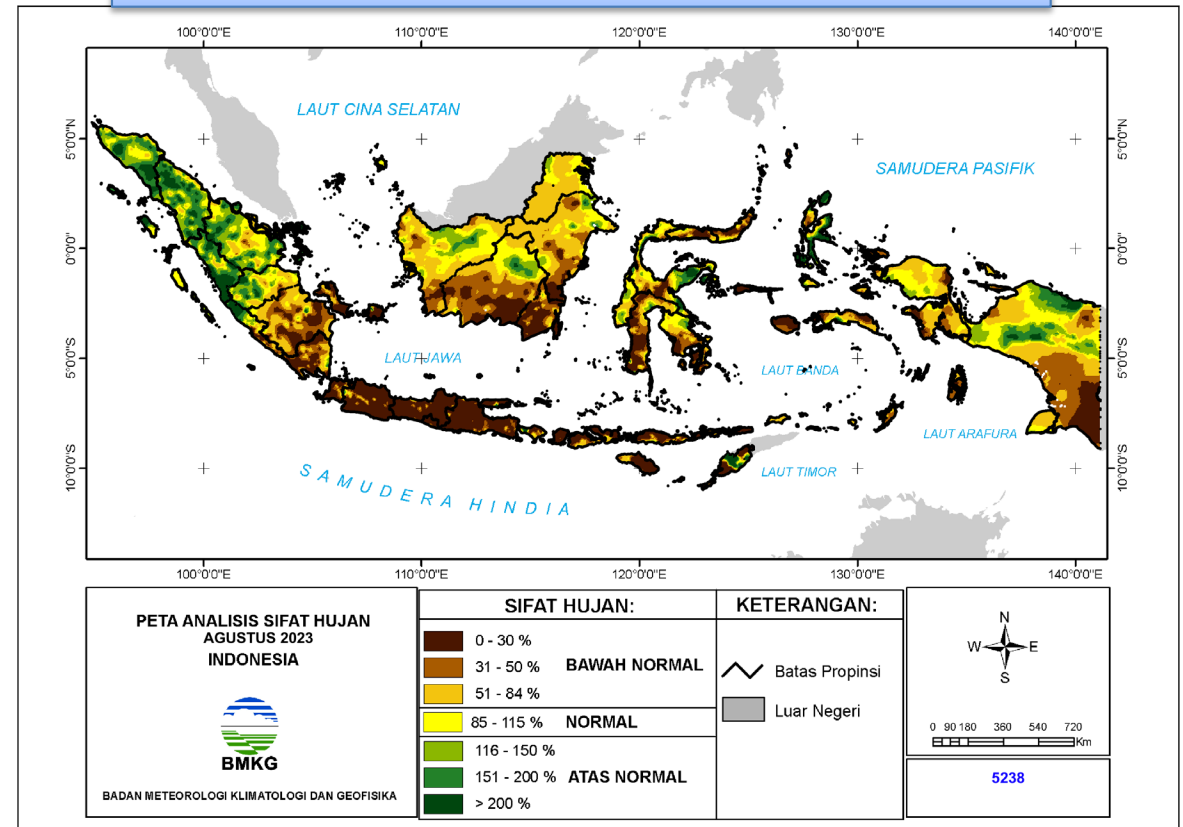 100°0'0"E 110°0'0"E 120°0'0"E 130°0'0"E 140°0'0"E
LAUT CINA SELATAN
SAMUDERA PASIFIK
5°0'0"N 5°0'0"N
0°0'0" 0°0'0"
5°0'0"S 5°0'0"S
10°0'0"S 10°0'0"S
LAUT JAWA
LAUT BANDA
LAUT ARAFURA
LAUT TIMOR
SAMUDERA HINDIA
100°0'0"E 110°0'0"E 120°0'0"E 130°0'0"E 140°0'0"E
PETA ANALISIS SIFAT HUJAN
AGUSTUS 2023
INDONESIA
BMKG
BADAN METEOROLOGI KLIMATOLOGI DAN GEOFISIKA
SIFAT HUJAN:
0 - 30 %
31 - 50 % BAWAH NORMAL
51 - 84 %
85 - 115 % NORMAL
116 - 150 %
151 - 200 % ATAS NORMAL
> 200 %
KETERANGAN:
Batas Propinsi
Luar Negeri
N
W E
S
0 90 180 360 540 720
Km
5238